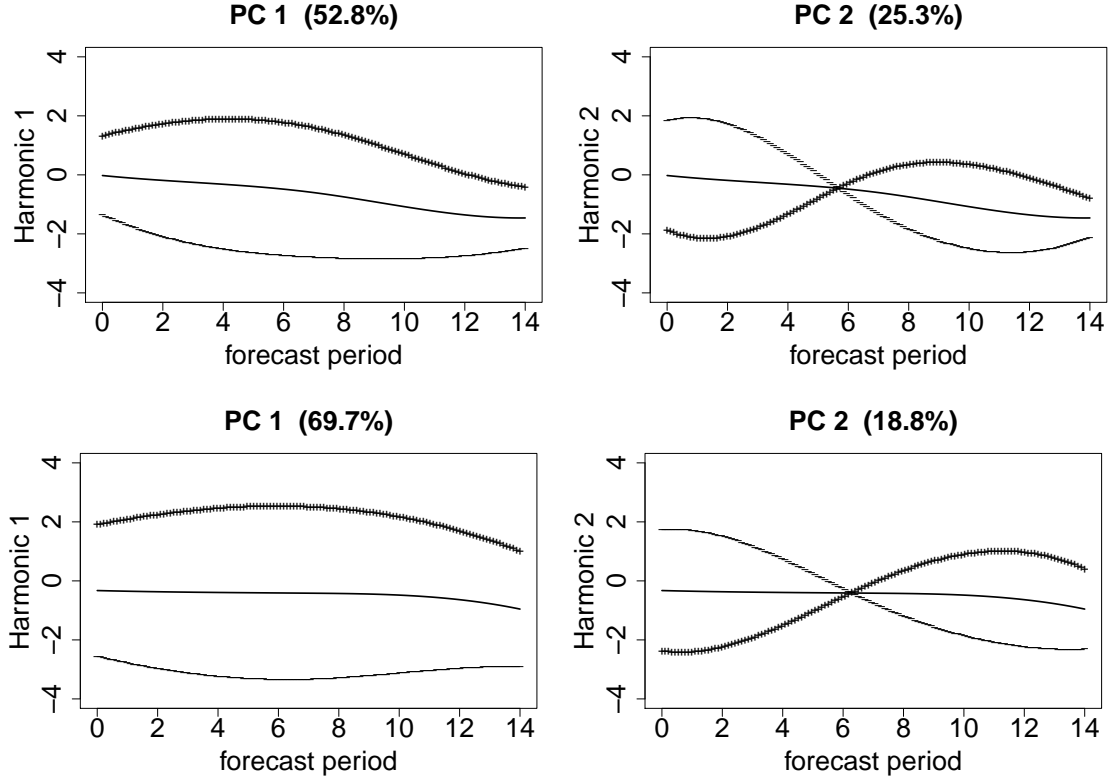 PC 1 (52.8%)
Harmonic 1
4
2
0
−2
−4
0 2 4 6 8 10 12 14
forecast period
PC 2 (25.3%)
Harmonic 2
4
2
0
−2
−4
0 2 4 6 8 10 12 14
forecast period
PC 1 (69.7%)
Harmonic 1
4
2
0
−2
−4
0 2 4 6 8 10 12 14
forecast period
PC 2 (18.8%)
Harmonic 2
4
2
0
−2
−4
0 2 4 6 8 10 12 14
forecast period